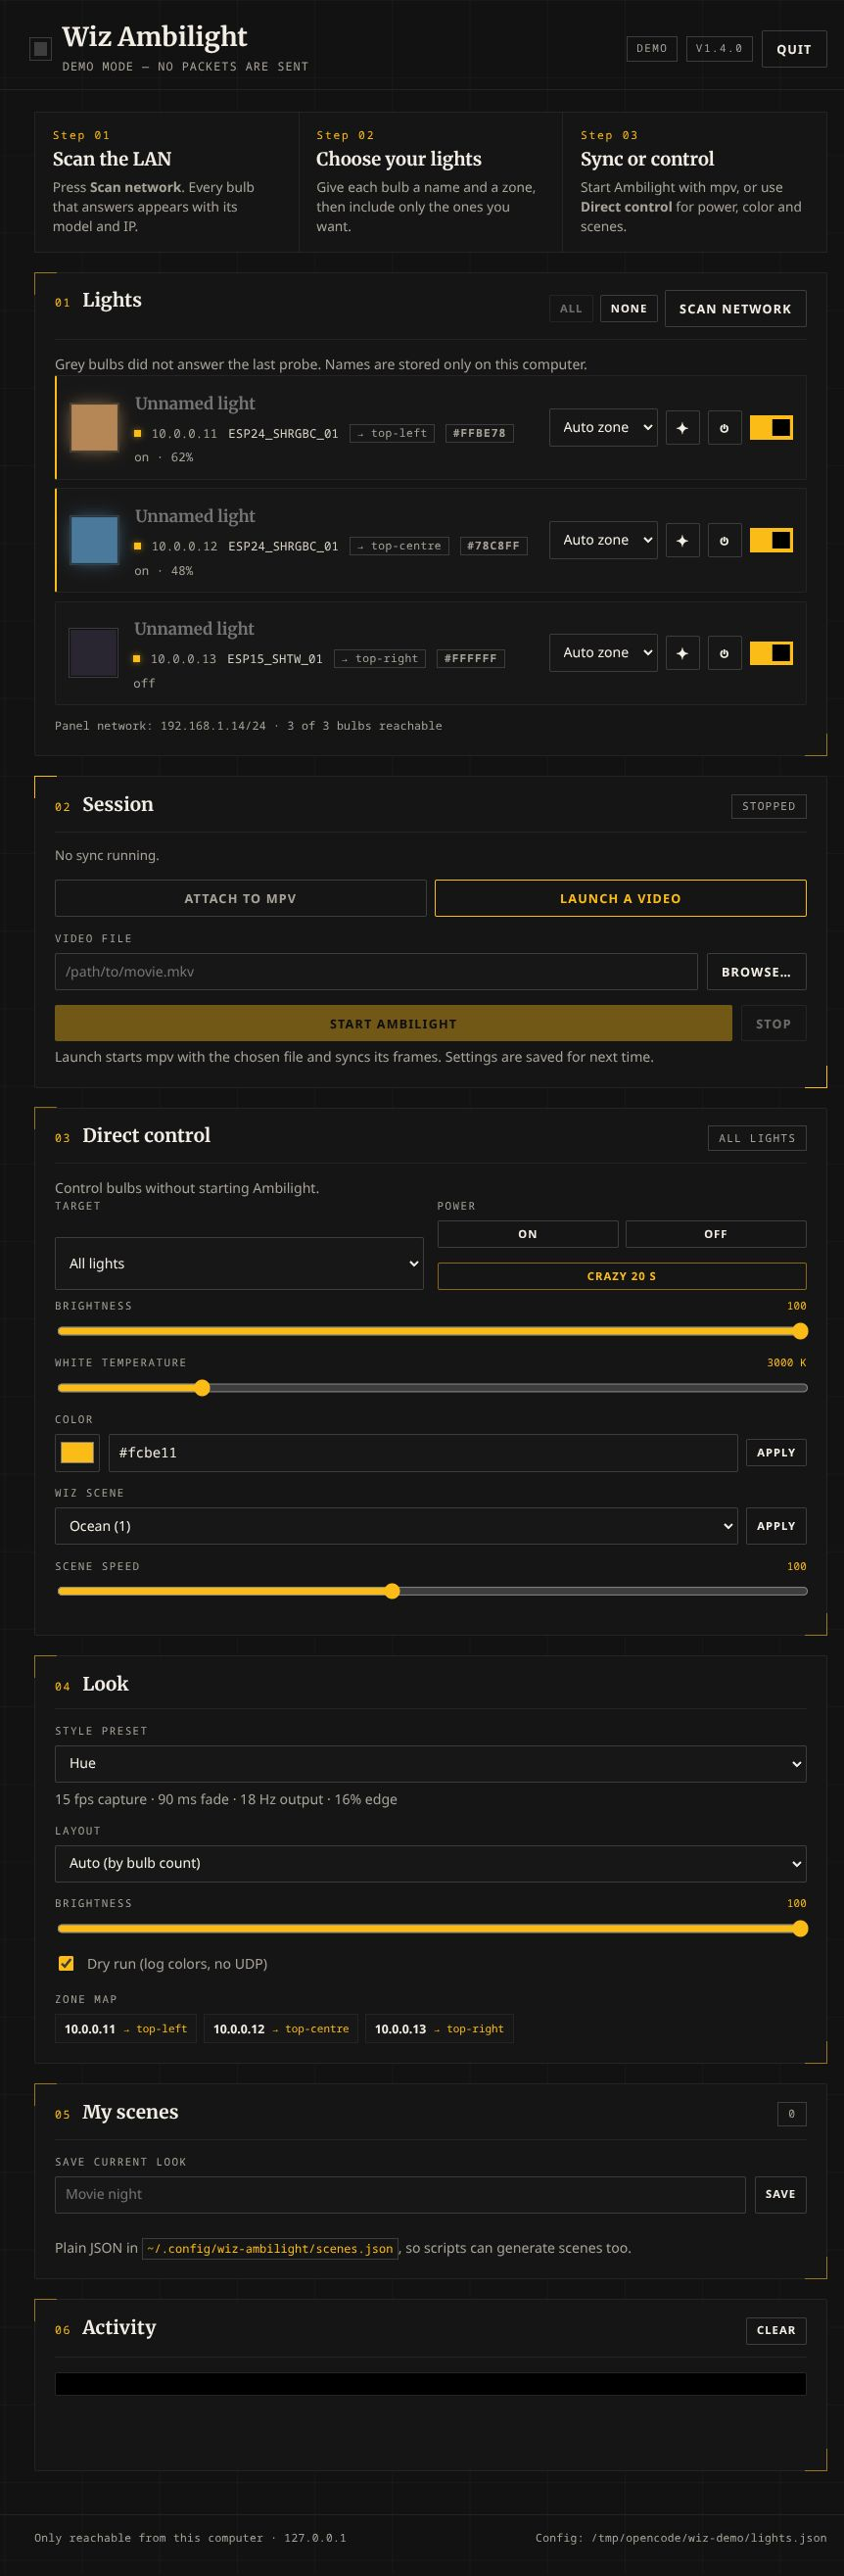 Wiz Ambilight
DEMO MODE — NO PACKETS ARE SENT
DEMO
V1.4.0
QUIT
Step 01
Scan the LAN
Press Scan network. Every bulb
that answers appears with its
model and IP.
Step 02
Choose your lights
Give each bulb a name and a zone,
then include only the ones you
want.
Step 03
Sync or control
Start Ambilight with mpv, or use
Direct control for power, color and
scenes.
01 Lights
ALL
NONE
SCAN NETWORK
Grey bulbs did not answer the last probe. Names are stored only on this computer.
Unnamed light
10.0.0.11 ESP24_SHRGBC_01 → top-left #FFBE78
on · 62%
Auto zone
Unnamed light
10.0.0.12 ESP24_SHRGBC_01 → top-centre #78C8FF
on · 48%
Auto zone
Unnamed light
10.0.0.13 ESP15_SHTW_01 → top-right #FFFFFF
off
Auto zone
Panel network: 192.168.1.14/24 · 3 of 3 bulbs reachable
02 Session
STOPPED
No sync running.
ATTACH TO MPV
LAUNCH A VIDEO
VIDEO FILE
/path/to/movie.mkv
BROWSE…
START AMBILIGHT
STOP
Launch starts mpv with the chosen file and syncs its frames. Settings are saved for next time.
03 Direct control
ALL LIGHTS
Control bulbs without starting Ambilight.
TARGET
All lights
POWER
ON
OFF
CRAZY 20 S
BRIGHTNESS
100
WHITE TEMPERATURE
3000 K
COLOR
#fcbe11
APPLY
WIZ SCENE
Ocean (1)
APPLY
SCENE SPEED
100
04 Look
STYLE PRESET
Hue
15 fps capture · 90 ms fade · 18 Hz output · 16% edge
LAYOUT
Auto (by bulb count)
BRIGHTNESS
100
Dry run (log colors, no UDP)
ZONE MAP
10.0.0.11 → top-left
10.0.0.12 → top-centre
10.0.0.13 → top-right
05 My scenes
0
SAVE CURRENT LOOK
Movie night
SAVE
Plain JSON in ~/.config/wiz-ambilight/scenes.json, so scripts can generate scenes too.
06 Activity
CLEAR
Only reachable from this computer · 127.0.0.1
Config: /tmp/opencode/wiz-demo/lights.json